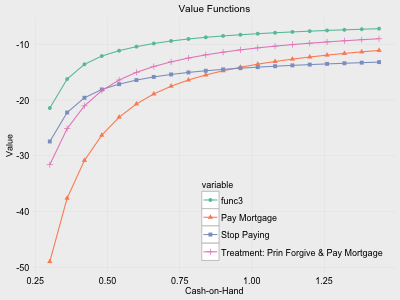 Value Functions
-10
-20
-30
-40
-50
Value
0.25
0.50
0.75
1.00
1.25
Cash-on-Hand
variable
func3
Pay Mortgage
Stop Paying
Treatment: Prin Forgive & Pay Mortgage